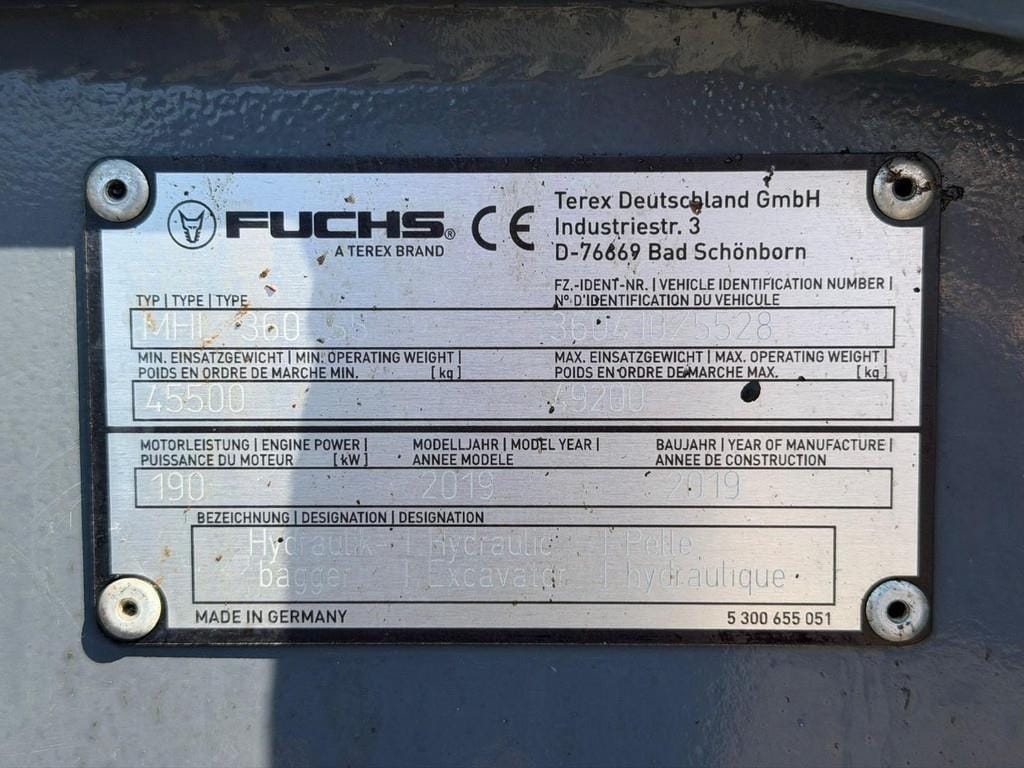 FUCHS®
A TEREX BRAND
CE
Terex Deutschland GmbH
Industriestr. 3
D-76669 Bad Schönborn
TYP | TYPE | TYPE
FZ.-IDENT-NR. | VEHICLE IDENTIFICATION NUMBER |
N° D'IDENTIFICATION DU VEHICULE
MHL 360
MIN. EINSATZGEWICHT | MIN. OPERATING WEIGHT |
POIDS EN ORDRE DE MARCHE MIN. [kg]
MAX. EINSATZGEWICHT | MAX. OPERATING WEIGHT |
POIDS EN ORDRE DE MARCHE MAX. [kg]
45500 49200
MOTORLEISTUNG | ENGINE POWER |
PUISSANCE DU MOTEUR [kW]
MODELLJAHR | MODEL YEAR |
ANNEE MODELE
BAUJAHR | YEAR OF MANUFACTURE |
ANNEE DE CONSTRUCTION
190 2019 2019
BEZEICHNUNG | DESIGNATION | DESIGNATION
Hydraulik- | Hydraulic | Pelle
bagger | Excavator | hydraulique
MADE IN GERMANY 5 300 655 051